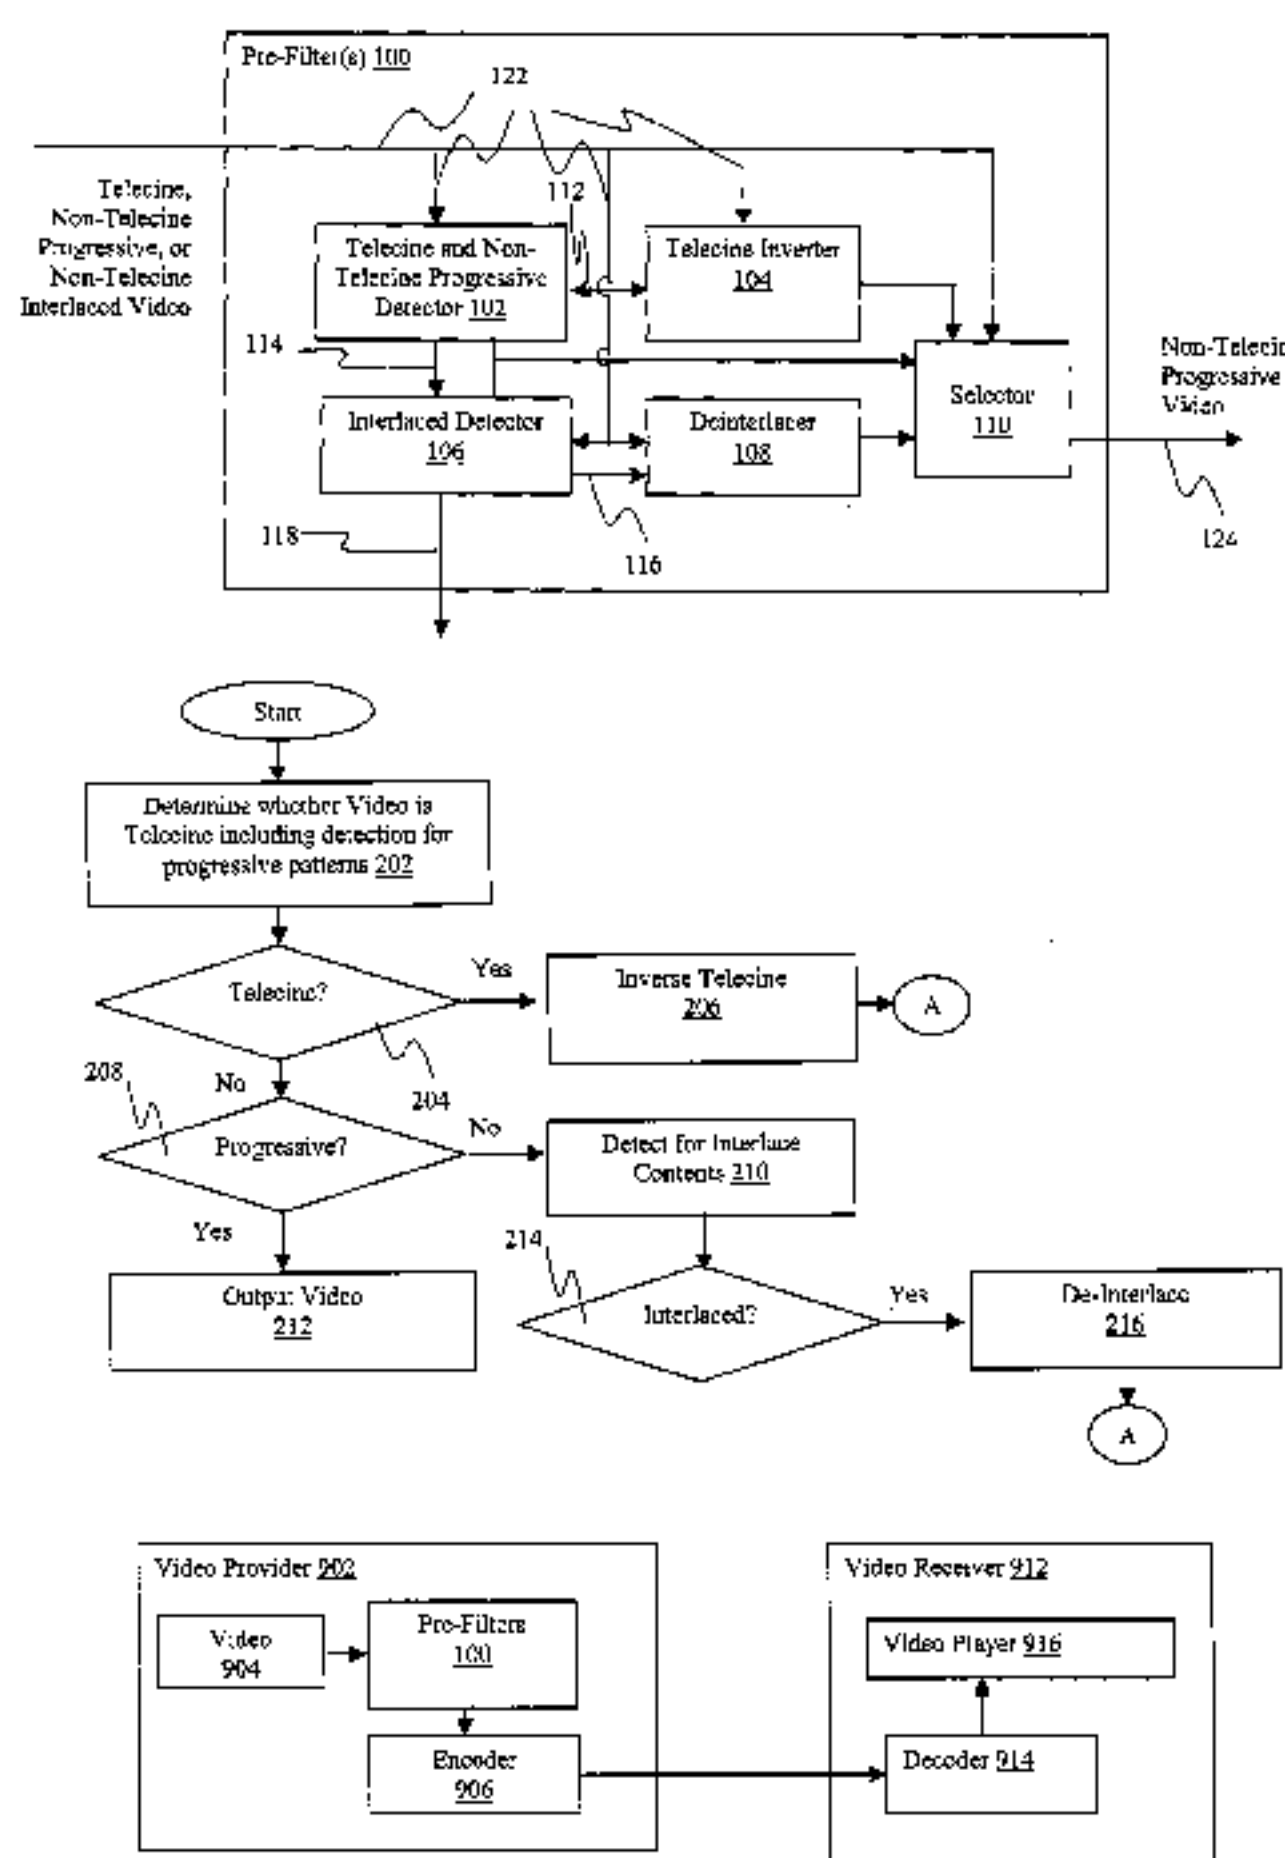 Pre-Filter(s) 100
122
Telecine,
Non-Telecine
Progressive, or
Non-Telecine
Interlaced Video
112
Telecine and Non-
Telecine Progressive
Detector 102
Telecine Inverter
104
114
Interlaced Detector
106
Deinterlacer
108
Selector
110
Non-Telecin
Progressive
Video
118
116
124
Start
Determine whether Video is
Telecine including detection for
progressive patterns 202
Telecine?
Yes
Inverse Telecine
206
A
208
No
204
Progressive?
No
Detect for Interlace
Contents 210
Yes
214
Output Video
212
Interlaced?
Yes
De-Interlace
216
A
Video Provider 902
Video
904
Pre-Filters
100
Encoder
906
Video Receiver 912
Video Player 916
Decoder 914